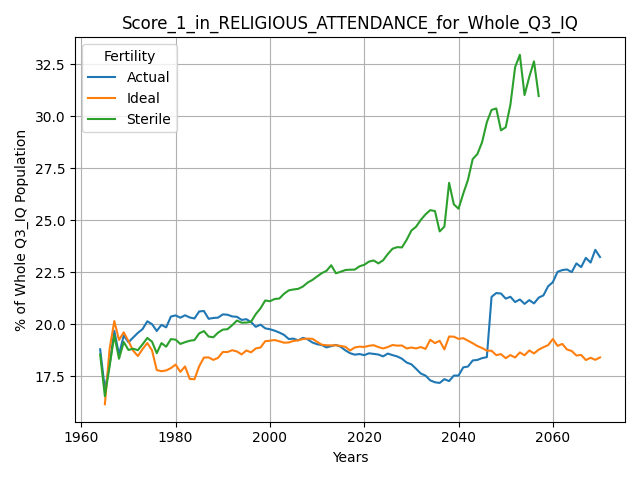 Score_1_in_RELIGIOUS_ATTENDANCE_for_Whole_Q3_IQ
Fertility
Actual
Ideal
Sterile
% of Whole Q3_IQ Population
32.5
30.0
27.5
25.0
22.5
20.0
17.5
1960
1980
2000
2020
2040
2060
Years